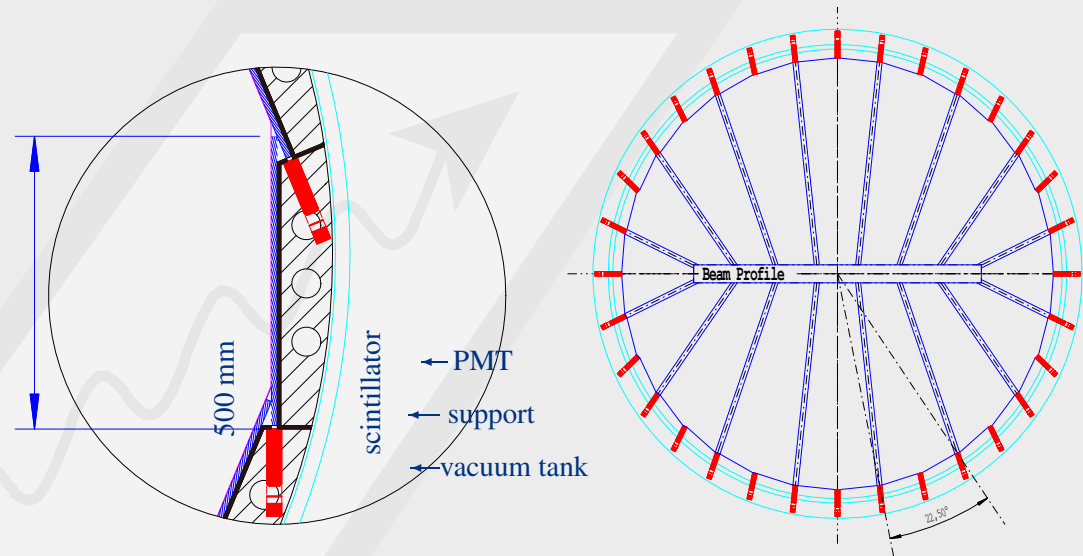 500 mm
scintillator
PMT
support
vacuum tank
Beam Profile
22,50°